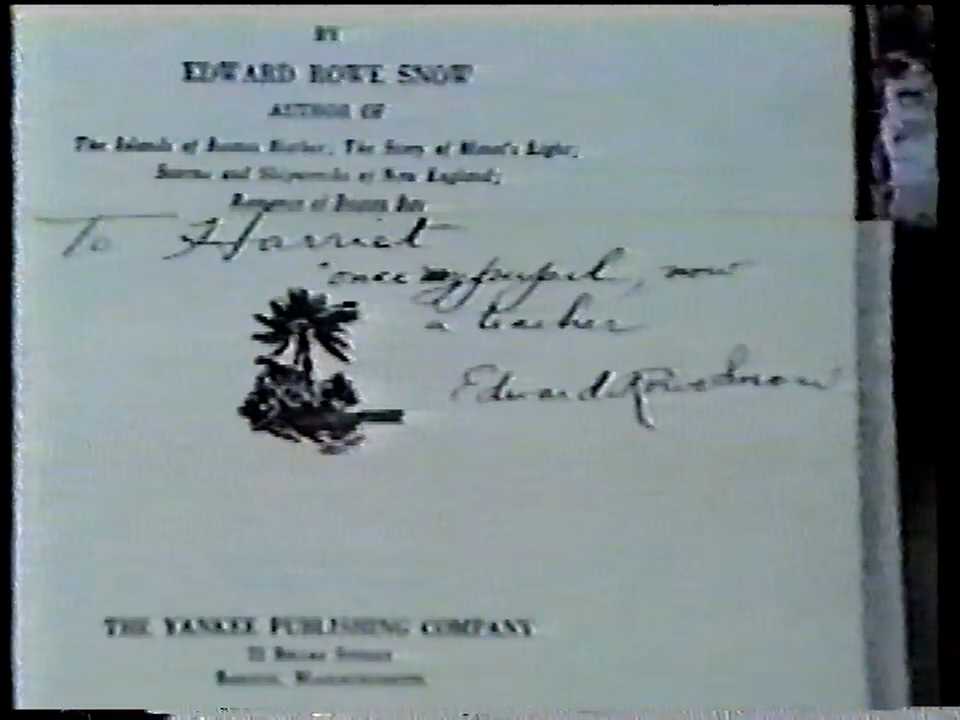 BY
EDWARD ROWE SNOW
AUTHOR OF
The Islands of Boston Harbor; The Story of Minot's Light;
Storms and Shipwrecks of New England;
Romance of Boston Bay
To Harriet
once my pupil, now
a teacher
Edward Rowe Snow
THE YANKEE PUBLISHING COMPANY
Street
Boston, Massachusetts